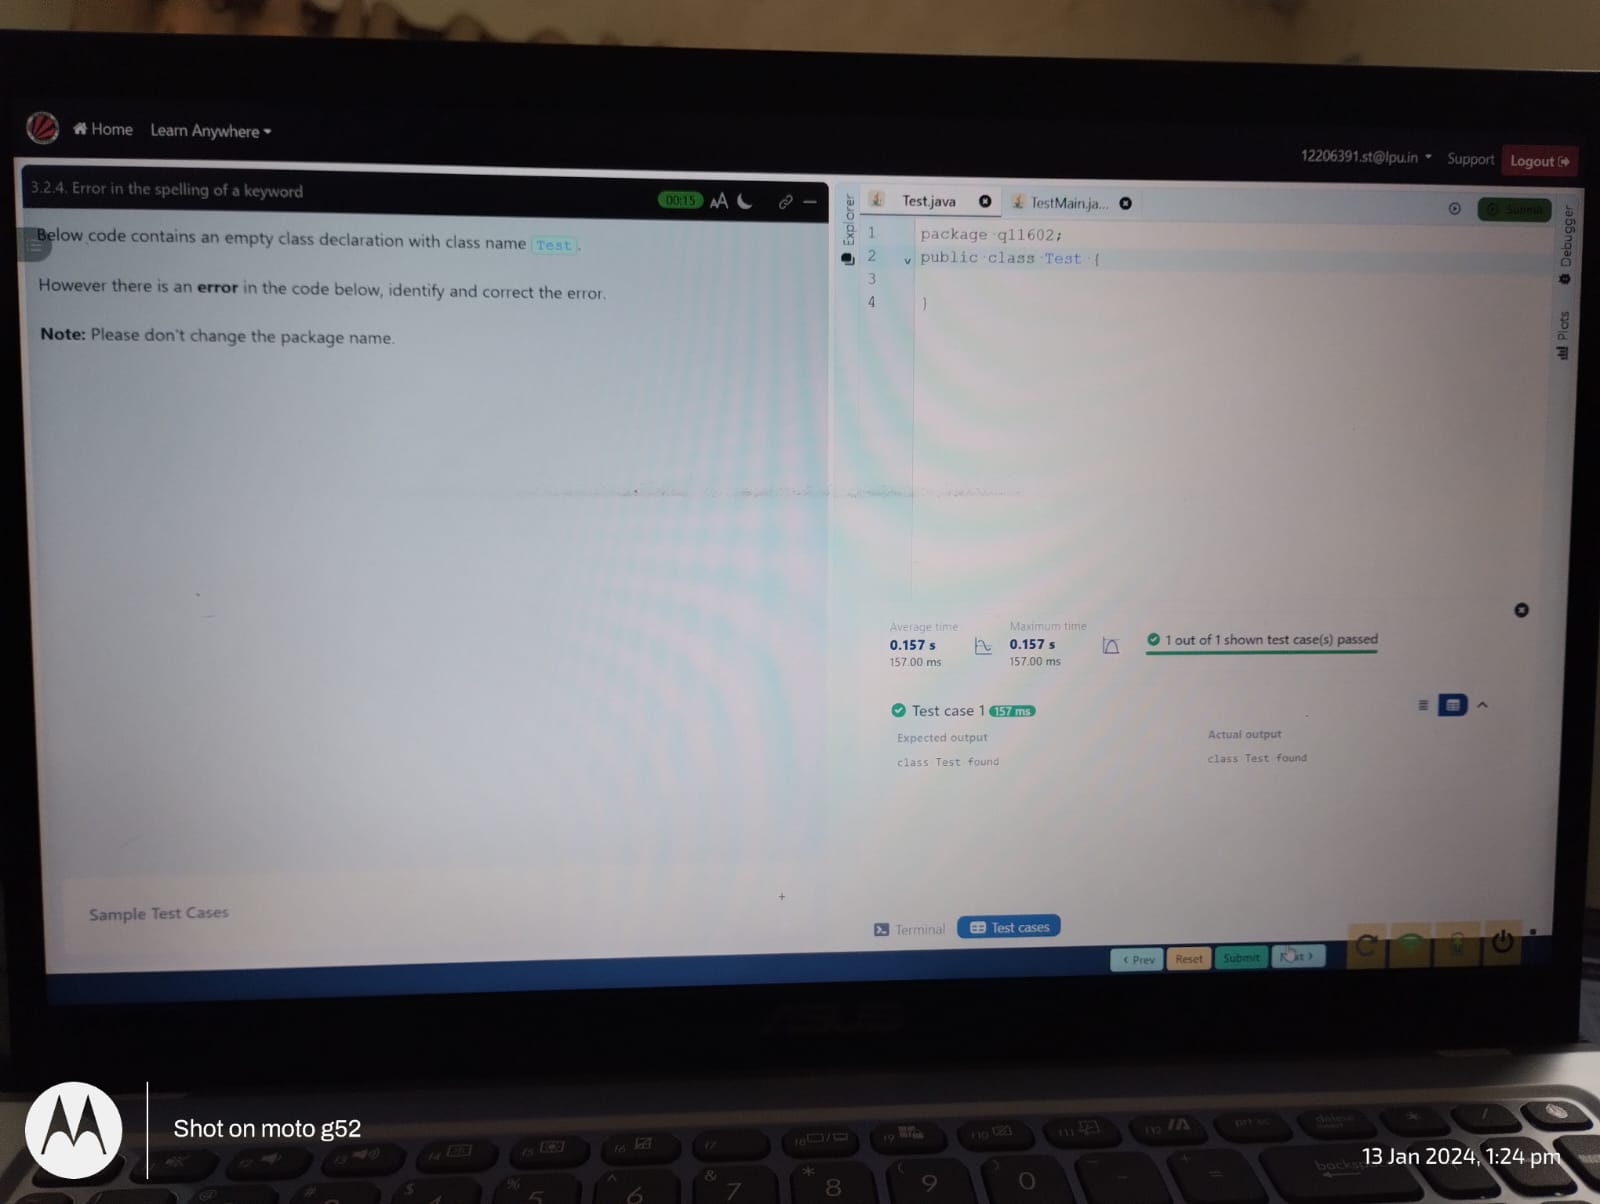 Home Learn Anywhere
12206391.st@lpu.in Support Logout
3.2.4. Error in the spelling of a keyword
00:15
AA
Below code contains an empty class declaration with class name Test.
However there is an error in the code below, identify and correct the error.
Note: Please don't change the package name.
Sample Test Cases
Explorer
Test.java
TestMain.ja...
Submit
Debugger
Plots
1 package q11602;
2 public class Test {
3
4 }
Average time
0.157 s
157.00 ms
Maximum time
0.157 s
157.00 ms
1 out of 1 shown test case(s) passed
Test case 1 157 ms
Expected output
class Test found
Actual output
class Test found
Terminal
Test cases
< Prev
Reset
Submit
Shot on moto g52
13 Jan 2024, 1:24 pm
& 7
* 8
( 9
) 0
% 5
^ 6